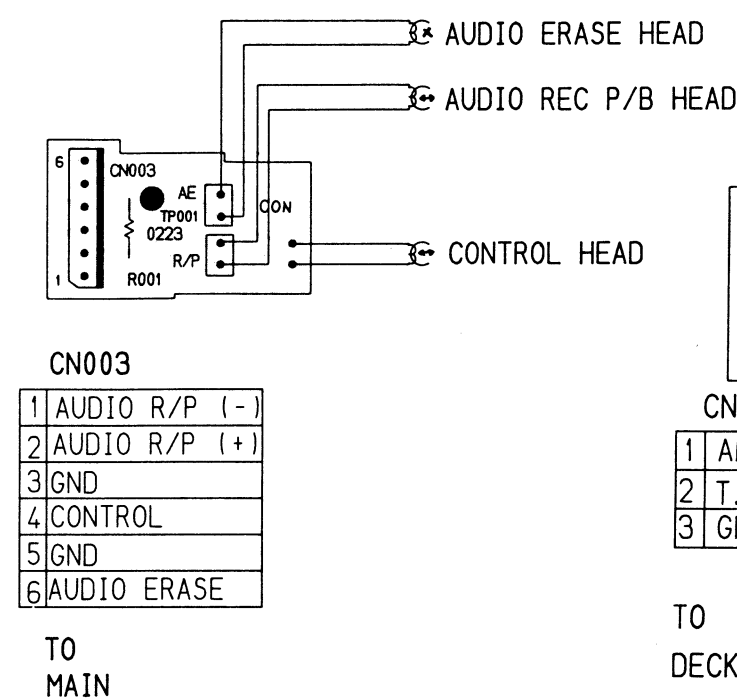 AUDIO ERASE HEAD
AUDIO REC P/B HEAD
6
CN003
AE
TP001
CON
0223
R/P
1
R001
CONTROL HEAD
CN003
1 AUDIO R/P (-)
2 AUDIO R/P (+)
3 GND
4 CONTROL
5 GND
6 AUDIO ERASE
TO
MAIN
CN
1
2 T.
3 G
TO
DECK